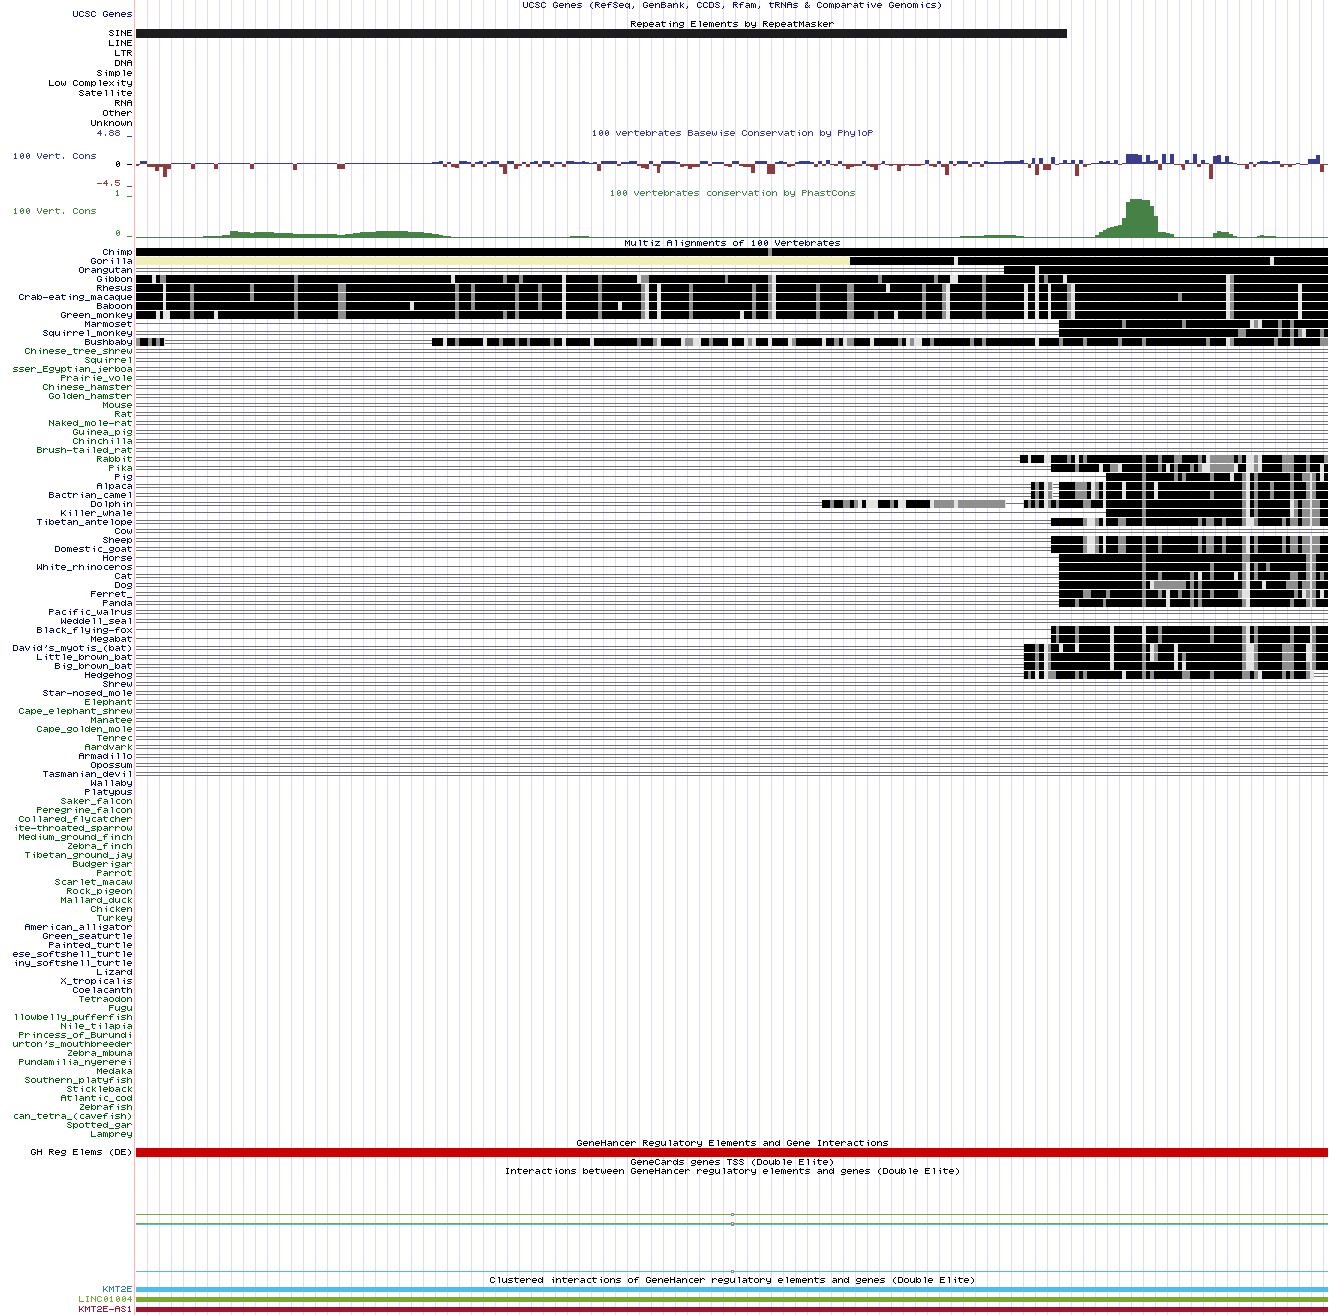 UCSC Genes (RefSeq, GenBank, CCDS, Rfam, tRNAs & Comparative Genomics)
UCSC Genes
Repeating Elements by RepeatMasker
SINE
LINE
LTR
DNA
Simple
Low Complexity
Satellite
RNA
Other
Unknown
4.88 _
100 vertebrates Basewise Conservation by PhyloP
100 Vert. Cons
0 _
-4.5 _
100 vertebrates conservation by PhastCons
1 _
100 Vert. Cons
0 _
Multiz Alignments of 100 Vertebrates
Chimp
Gorilla
Orangutan
Gibbon
Rhesus
Crab-eating_macaque
Baboon
Green_monkey
Marmoset
Squirrel_monkey
Bushbaby
Chinese_tree_shrew
Squirrel
sser_Egyptian_jerboa
Prairie_vole
Chinese_hamster
Golden_hamster
Mouse
Rat
Naked_mole-rat
Guinea_pig
Chinchilla
Brush-tailed_rat
Rabbit
Pika
Pig
Alpaca
Bactrian_camel
Dolphin
Killer_whale
Tibetan_antelope
Cow
Sheep
Domestic_goat
Horse
White_rhinoceros
Cat
Dog
Ferret_
Panda
Pacific_walrus
Weddell_seal
Black_flying-fox
Megabat
David's_myotis_(bat)
Little_brown_bat
Big_brown_bat
Hedgehog
Shrew
Star-nosed_mole
Elephant
Cape_elephant_shrew
Manatee
Cape_golden_mole
Tenrec
Aardvark
Armadillo
Opossum
Tasmanian_devil
Wallaby
Platypus
Saker_falcon
Peregrine_falcon
Collared_flycatcher
ite-throated_sparrow
Medium_ground_finch
Zebra_finch
Tibetan_ground_jay
Budgerigar
Parrot
Scarlet_macaw
Rock_pigeon
Mallard_duck
Chicken
Turkey
American_alligator
Green_seaturtle
Painted_turtle
ese_softshell_turtle
iny_softshell_turtle
Lizard
X_tropicalis
Coelacanth
Tetraodon
Fugu
llowbelly_pufferfish
Nile_tilapia
Princess_of_Burundi
urton's_mouthbreeder
Zebra_mbuna
Pundamilia_nyererei
Medaka
Southern_platyfish
Stickleback
Atlantic_cod
Zebrafish
can_tetra_(cavefish)
Spotted_gar
Lamprey
GeneHancer Regulatory Elements and Gene Interactions
GH Reg Elems (DE)
GeneCards genes TSS (Double Elite)
Interactions between GeneHancer regulatory elements and genes (Double Elite)
Clustered interactions of GeneHancer regulatory elements and genes (Double Elite)
KMT2E
LINC01004
KMT2E-AS1